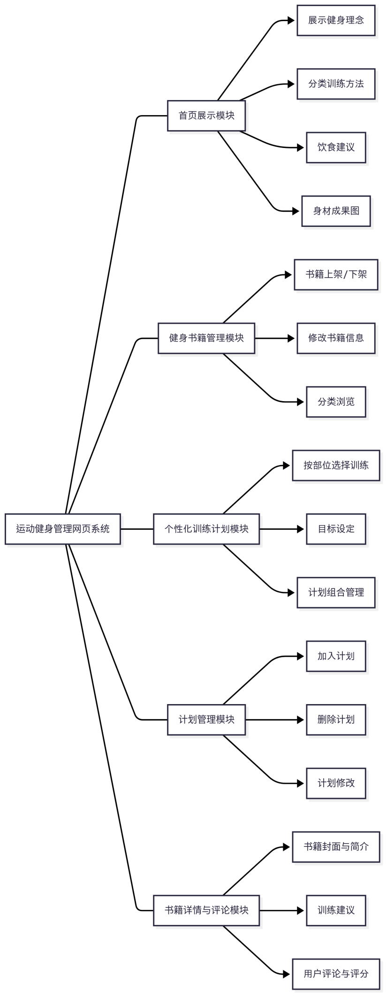 展示健身理念
分类训练方法
首页展示模块
饮食建议
身材成果图
书籍上架/下架
健身书籍管理模块
修改书籍信息
分类浏览
按部位选择训练
运动健身管理网页系统
个性化训练计划模块
目标设定
计划组合管理
加入计划
计划管理模块
删除计划
计划修改
书籍封面与简介
书籍详情与评论模块
训练建议
用户评论与评分